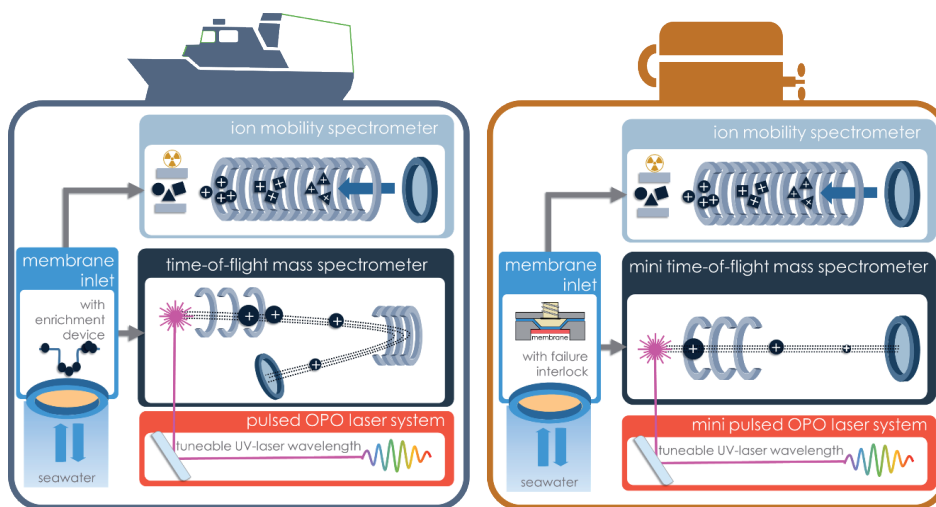 ion mobility spectrometer
membrane
inlet
with
enrichment
device
seawater
time-of-flight mass spectrometer
pulsed OPO laser system
tuneable UV-laser wavelength
ion mobility spectrometer
membrane
inlet
membrane
with failure
interlock
seawater
mini time-of-flight mass spectrometer
mini pulsed OPO laser system
tuneable UV-laser wavelength